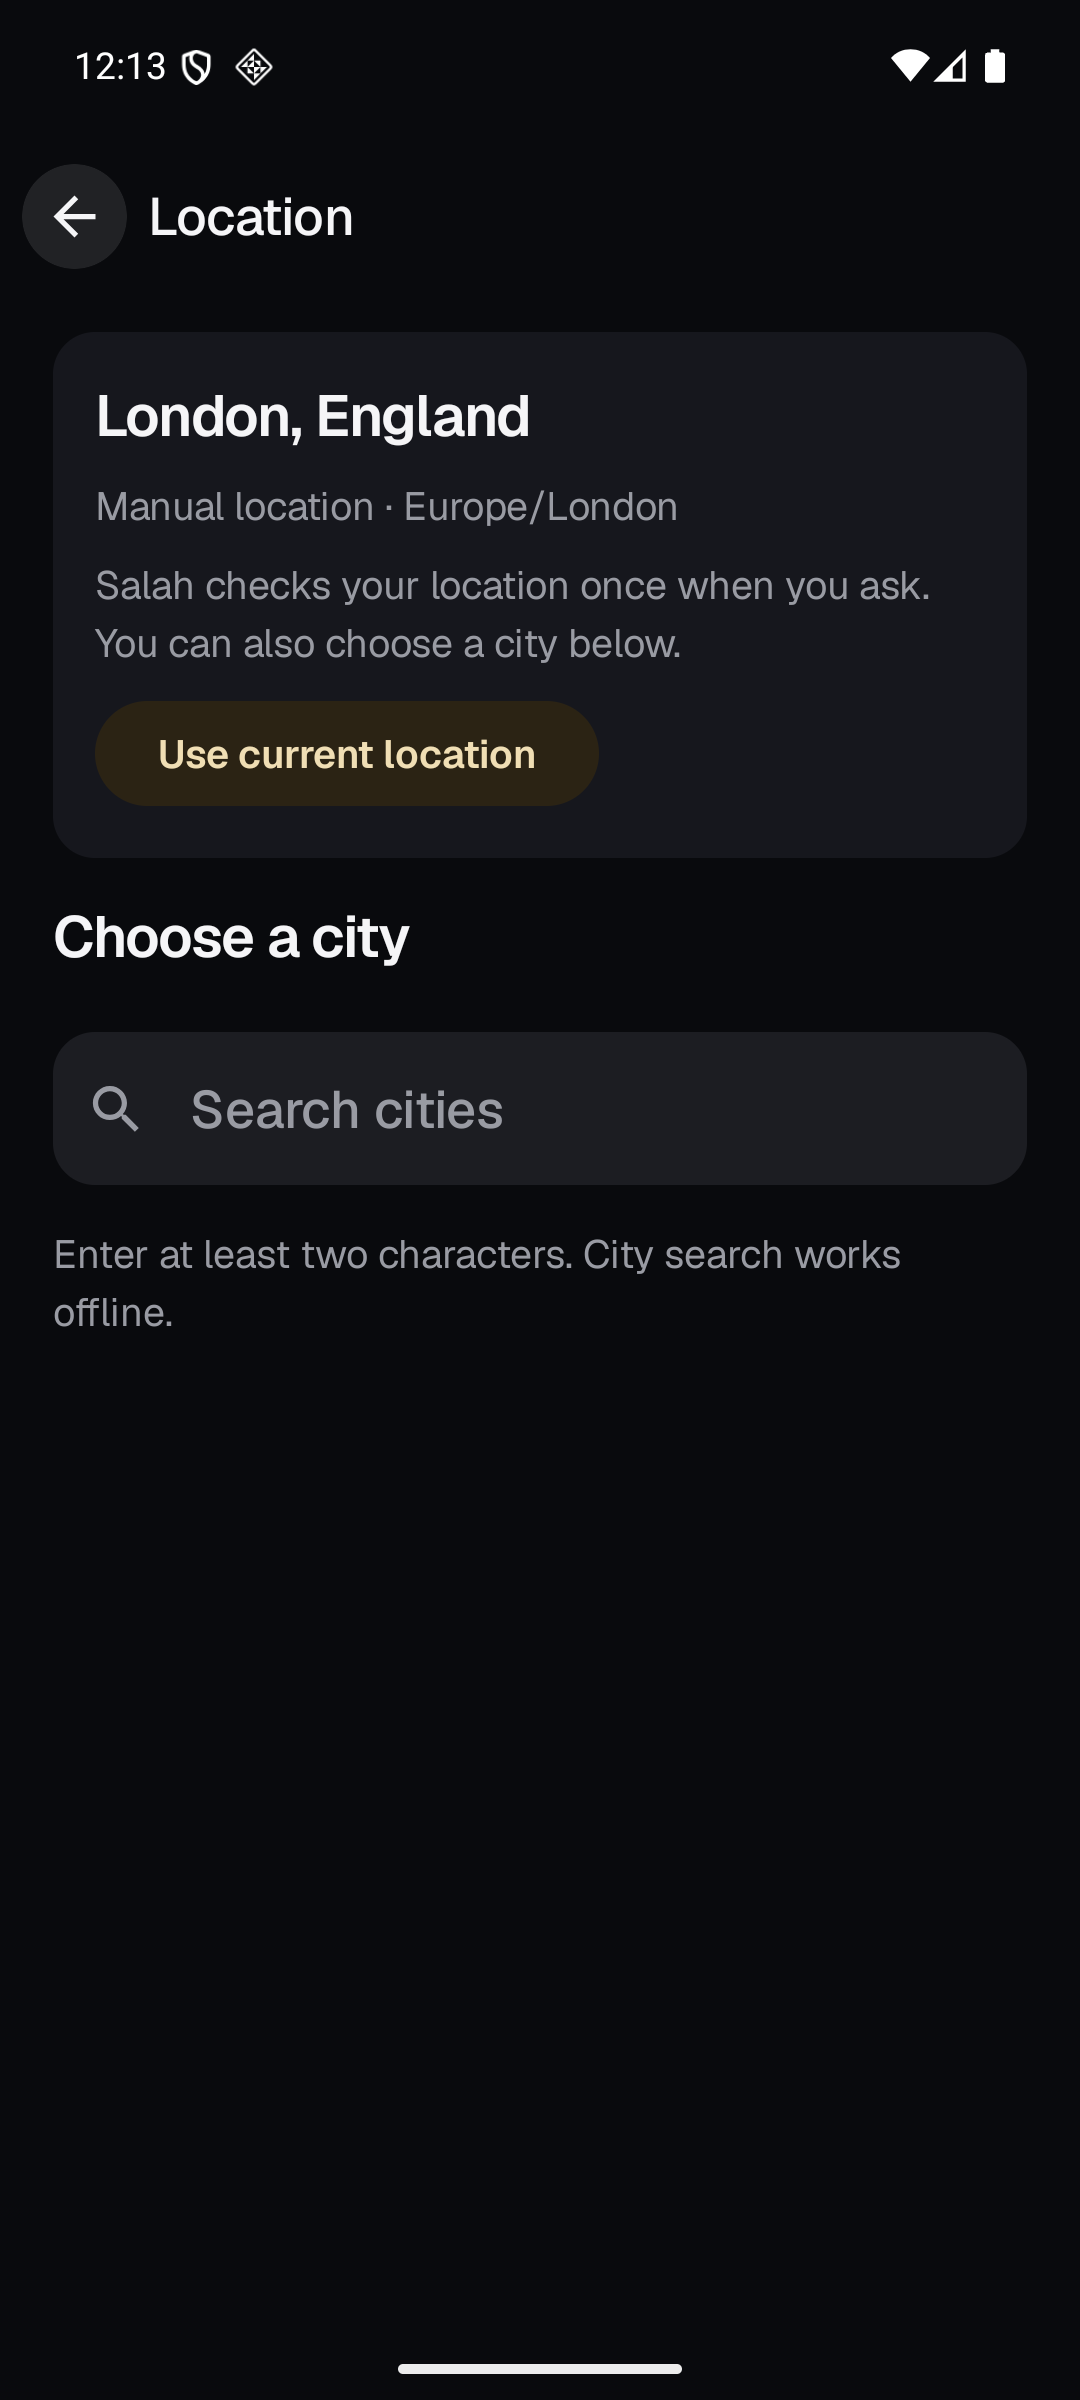 12:13
Location
London, England
Manual location · Europe/London
Salah checks your location once when you ask.
You can also choose a city below.
Use current location
Choose a city
Search cities
Enter at least two characters. City search works
offline.